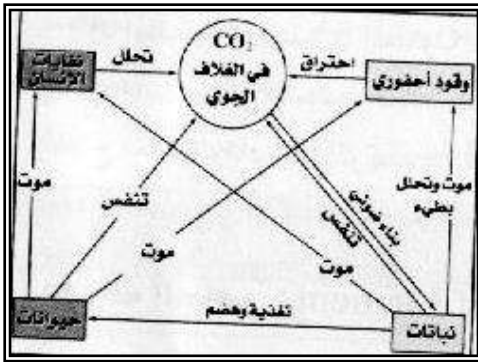 CO₂
في الغلاف
الجوي
نفايات
الإنسان
تحلل
احتراق
وقود أحفوري
موت
تنفس
موت
موت
بناء ضوئي
تنفس
موت وتحلل
بطيء
حيوانات
تغذية وهضم
نباتات